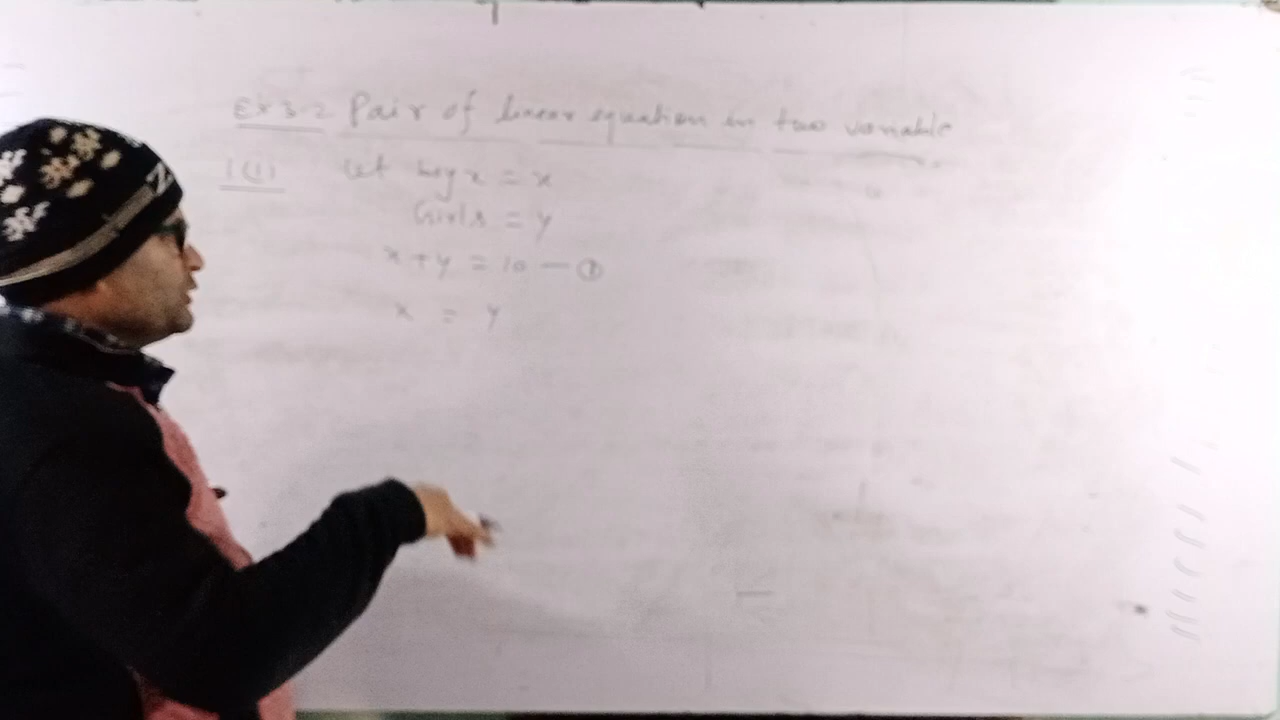 Ex 3.2 Pair of linear equation in two variable
1(i) Let boys = x
Girls = y
x + y = 10 — ①
x = y